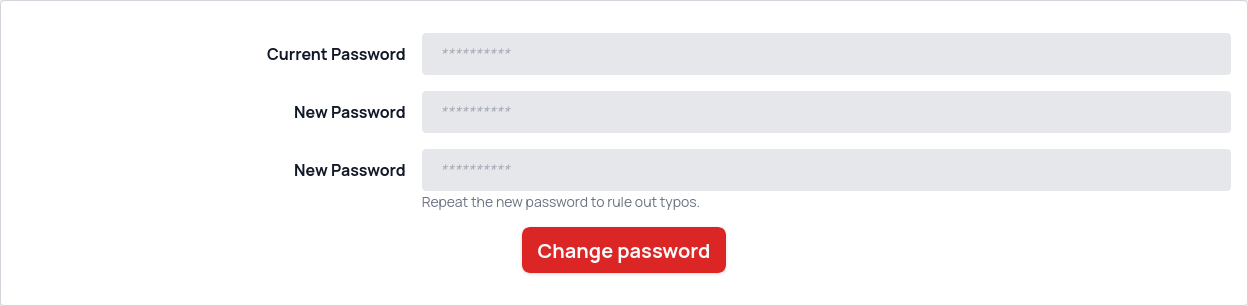 Current Password
**********
New Password
**********
New Password
**********
Repeat the new password to rule out typos.
Change password